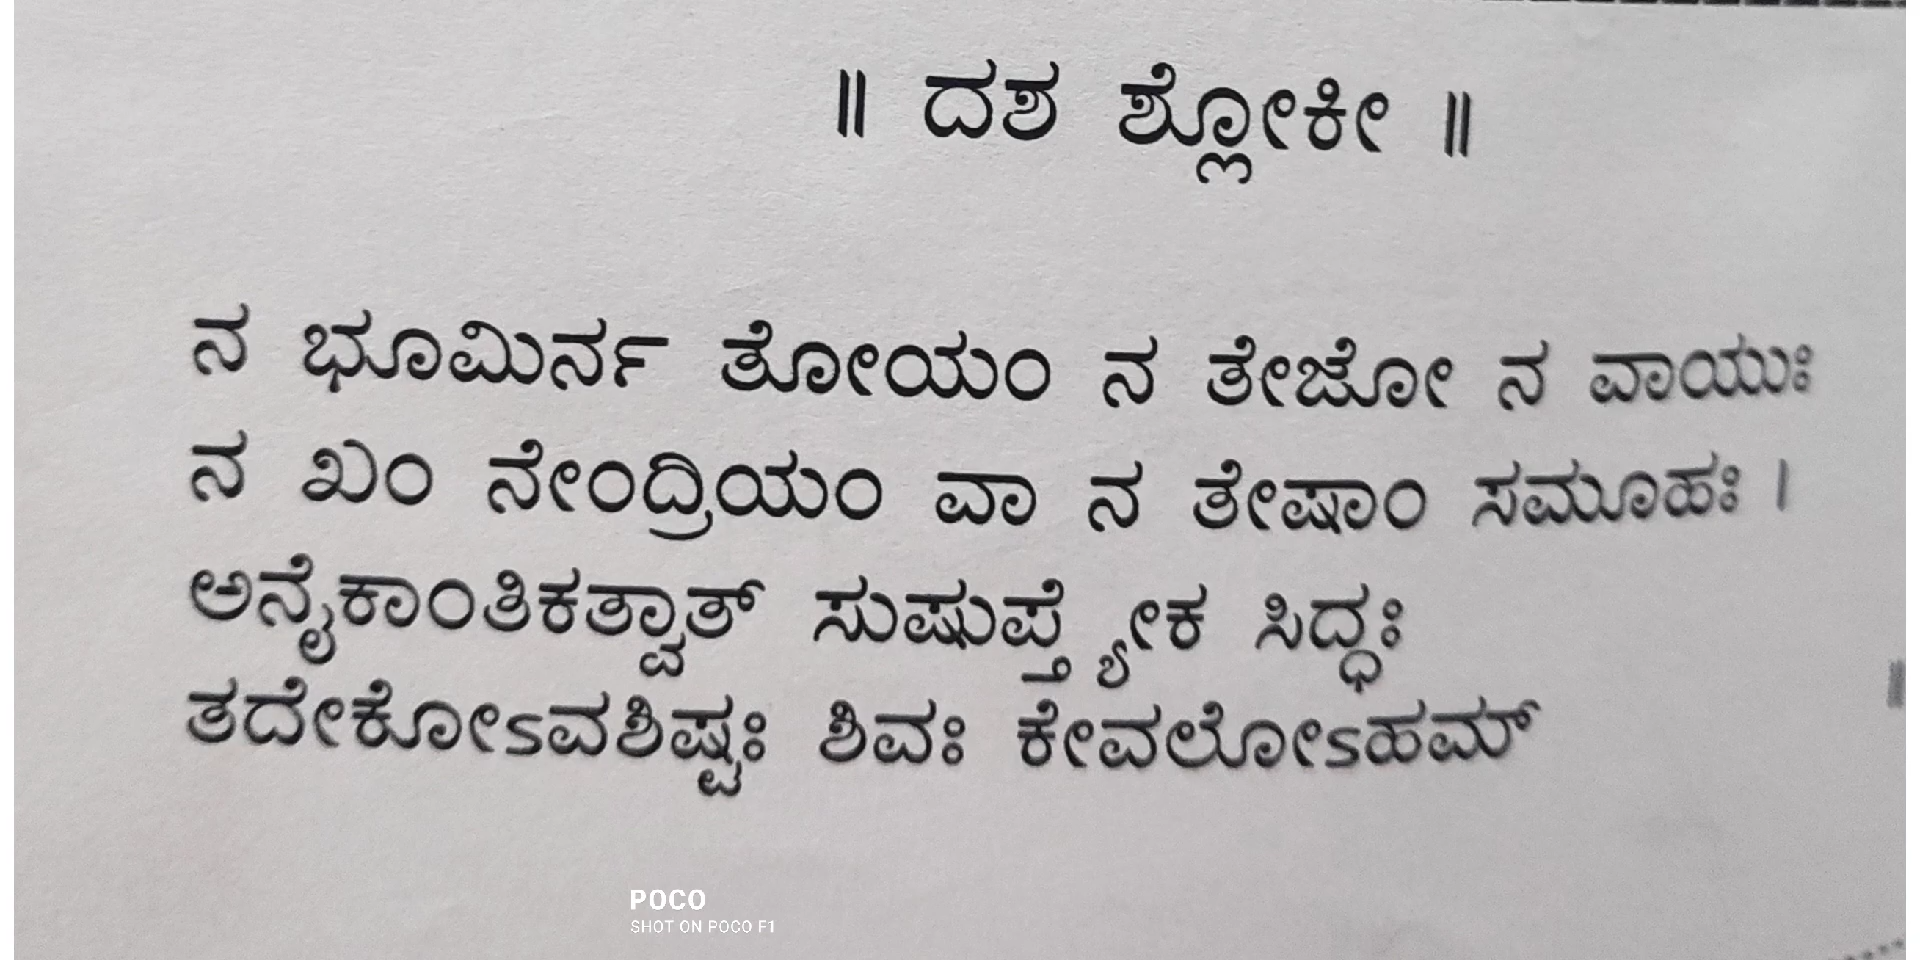 ॥ ದಶ ಶ್ಲೋಕೀ ॥
ನ ಭೂಮಿರ್ನ ತೋಯಂ ನ ತೇಜೋ ನ ವಾಯುಃ
ನ ಖಂ ನೇಂದ್ರಿಯಂ ವಾ ನ ತೇಷಾಂ ಸಮೂಹಃ ।
ಅನೈಕಾಂತಿಕತ್ವಾತ್ ಸುಷುಪ್ತ್ಯೇಕ ಸಿದ್ಧಃ
ತದೇಕೋಽವಶಿಷ್ಟಃ ಶಿವಃ ಕೇವಲೋಽಹಮ್ ॥
POCO
SHOT ON POCO F1